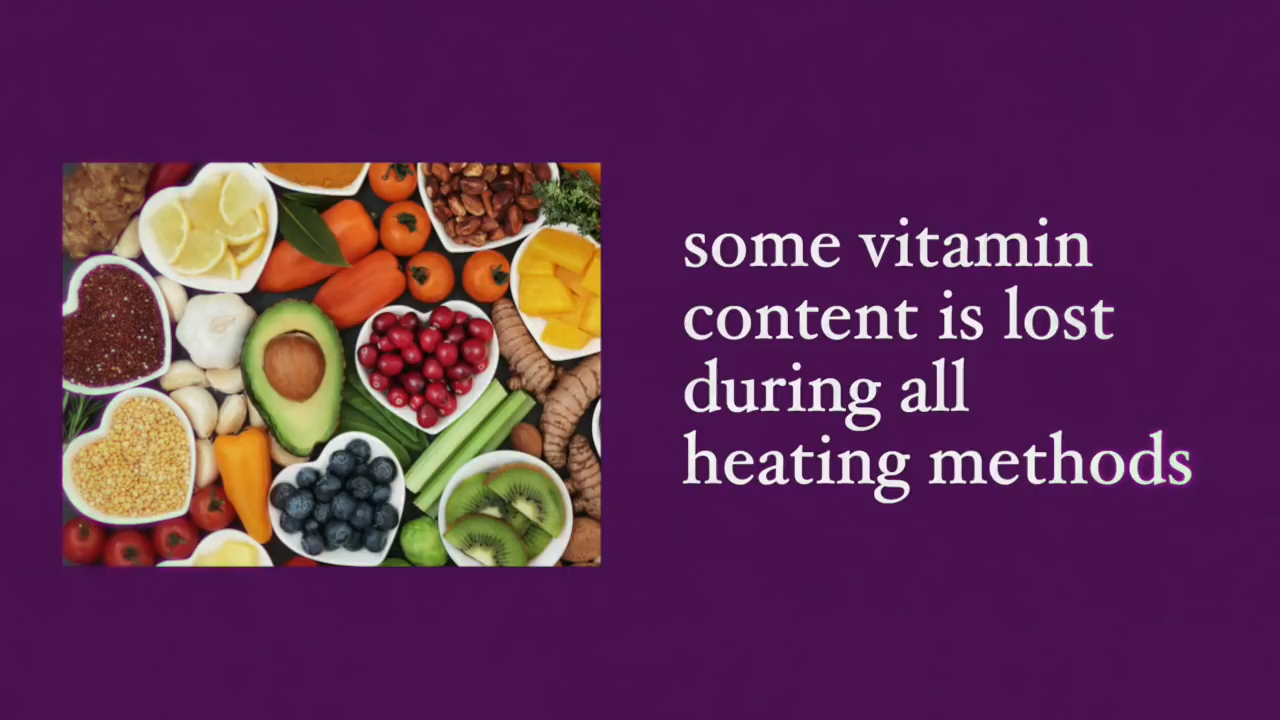 some vitamin
content is lost
during all
heating methods